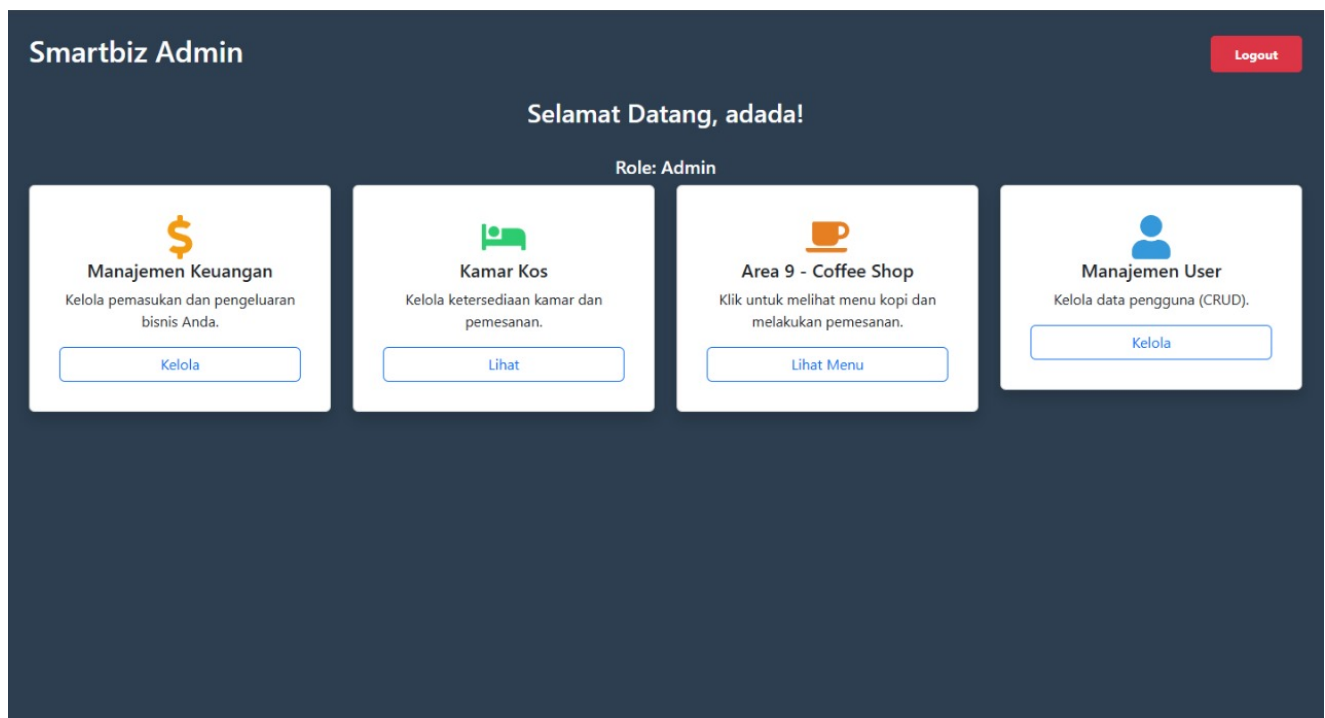 Smartbiz Admin
Logout
Selamat Datang, adada!
Role: Admin
Manajemen Keuangan
Kelola pemasukan dan pengeluaran
bisnis Anda.
Kelola
Kamar Kos
Kelola ketersediaan kamar dan
pemesanan.
Lihat
Area 9 - Coffee Shop
Klik untuk melihat menu kopi dan
melakukan pemesanan.
Lihat Menu
Manajemen User
Kelola data pengguna (CRUD).
Kelola